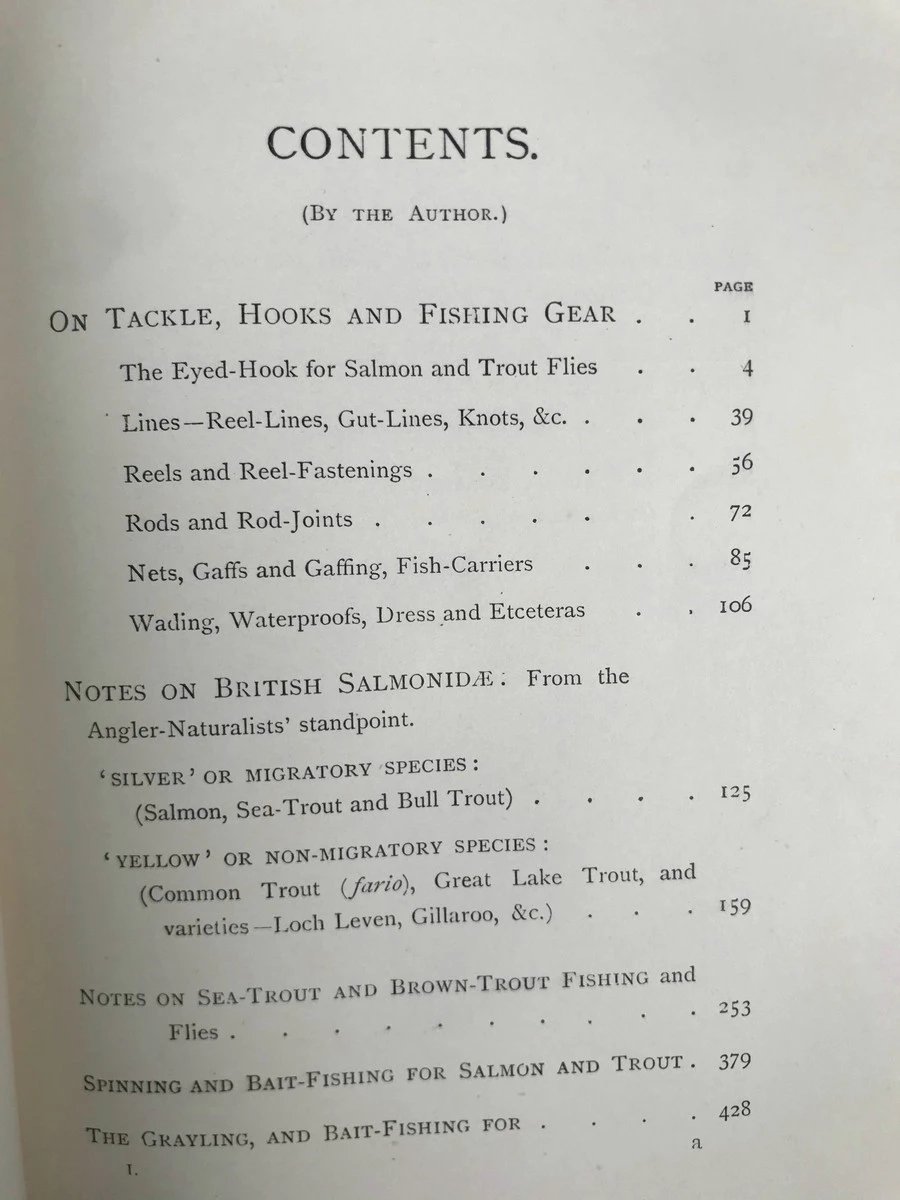 CONTENTS.
(BY THE AUTHOR.)
PAGE
ON TACKLE, HOOKS AND FISHING GEAR . . 1
The Eyed-Hook for Salmon and Trout Flies . . 4
Lines—Reel-Lines, Gut-Lines, Knots, &c. . . . 39
Reels and Reel-Fastenings . . . . . . 56
Rods and Rod-Joints . . . . . . 72
Nets, Gaffs and Gaffing, Fish-Carriers . . . 85
Wading, Waterproofs, Dress and Etceteras . . 106
NOTES ON BRITISH SALMONIDÆ: From the
Angler-Naturalists' standpoint.
'SILVER' OR MIGRATORY SPECIES:
(Salmon, Sea-Trout and Bull Trout) . . . . 125
'YELLOW' OR NON-MIGRATORY SPECIES:
(Common Trout (fario), Great Lake Trout, and
varieties—Loch Leven, Gillaroo, &c.) . . . 159
NOTES ON SEA-TROUT AND BROWN-TROUT FISHING and
Flies . . . . . . . . . . 253
SPINNING AND BAIT-FISHING FOR SALMON AND TROUT . 379
THE GRAYLING, AND BAIT-FISHING FOR . . . . 428
I. a